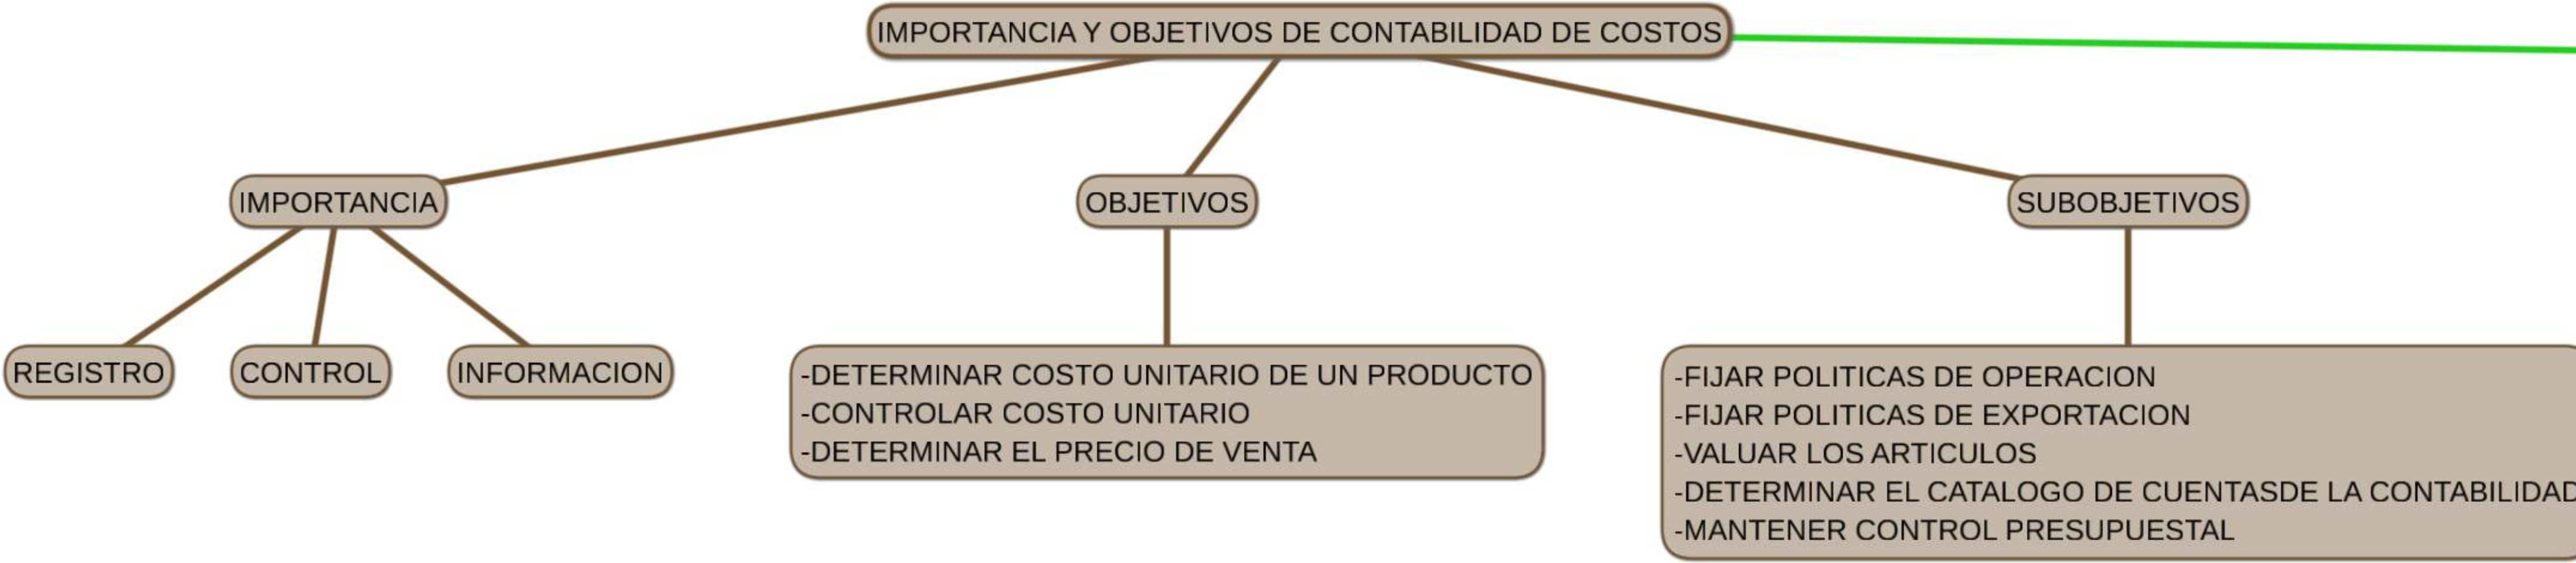 IMPORTANCIA Y OBJETIVOS DE CONTABILIDAD DE COSTOS
IMPORTANCIA
OBJETIVOS
SUBOBJETIVOS
REGISTRO
CONTROL
INFORMACION
-DETERMINAR COSTO UNITARIO DE UN PRODUCTO
-CONTROLAR COSTO UNITARIO
-DETERMINAR EL PRECIO DE VENTA
-FIJAR POLITICAS DE OPERACION
-FIJAR POLITICAS DE EXPORTACION
-VALUAR LOS ARTICULOS
-DETERMINAR EL CATALOGO DE CUENTASDE LA CONTABILIDAD
-MANTENER CONTROL PRESUPUESTAL